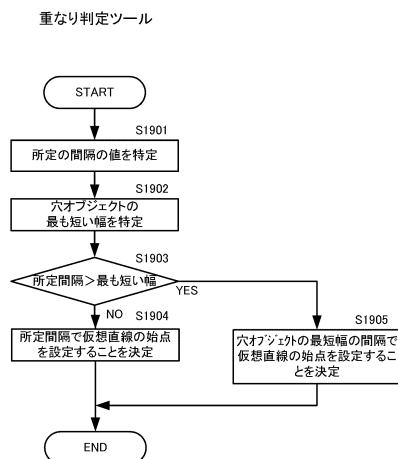 重なり判定ツール
START
S1901
所定の間隔の値を特定
S1902
穴オブジェクトの
最も短い幅を特定
S1903
所定間隔＞最も短い幅
YES
NO
S1904
所定間隔で仮想直線の始点
を設定することを決定
S1905
穴オブジェクトの最短幅の間隔で
仮想直線の始点を設定するこ
とを決定
END